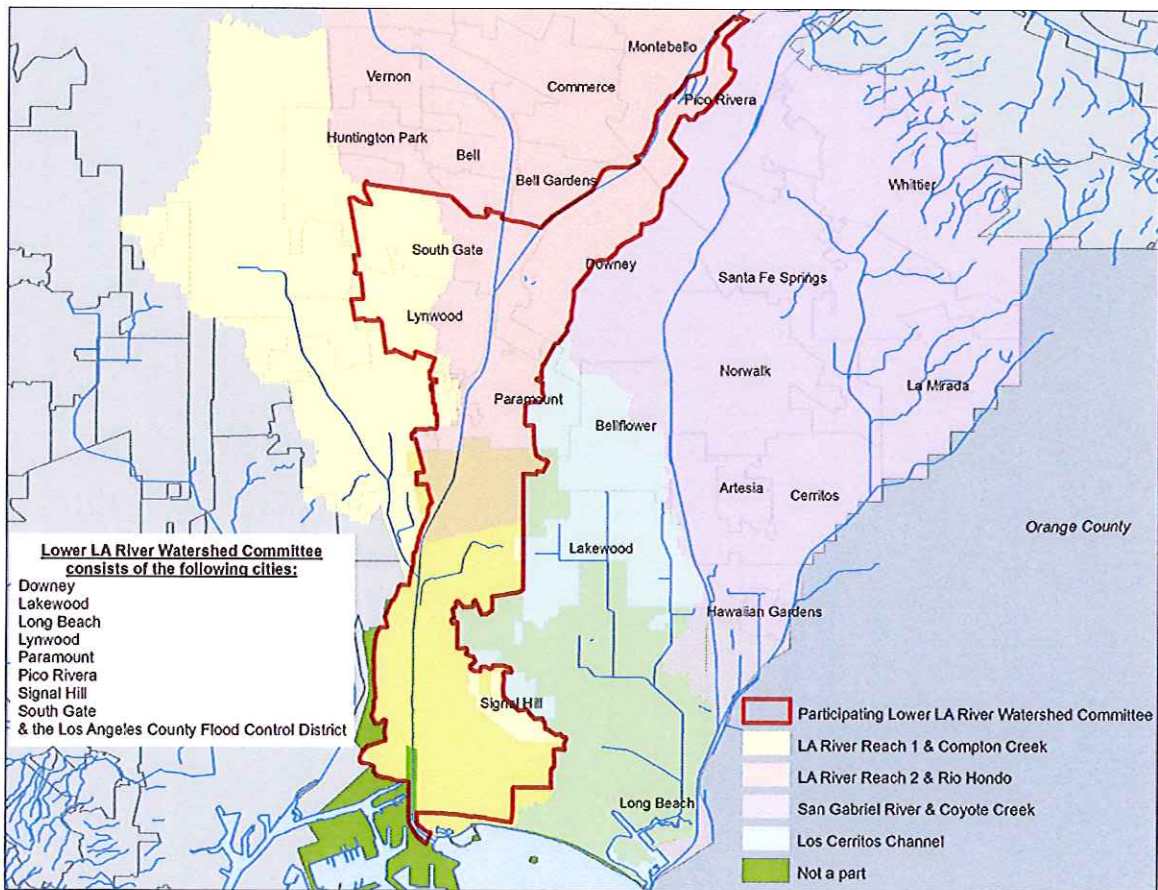 Montebello
Vernon
Commerce
Pico Rivera
Huntington Park
Bell
Bell Gardens
Whittier
South Gate
Downey
Santa Fe Springs
Lynwood
Norwalk
La Mirada
Paramount
Bellflower
Artesia
Cerritos
Orange County
Lakewood
Hawaiian Gardens
Signal Hill
Long Beach
Lower LA River Watershed Committee
consists of the following cities:
Downey
Lakewood
Long Beach
Lynwood
Paramount
Pico Rivera
Signal Hill
South Gate
& the Los Angeles County Flood Control District
Participating Lower LA River Watershed Committee
LA River Reach 1 & Compton Creek
LA River Reach 2 & Rio Hondo
San Gabriel River & Coyote Creek
Los Cerritos Channel
Not a part